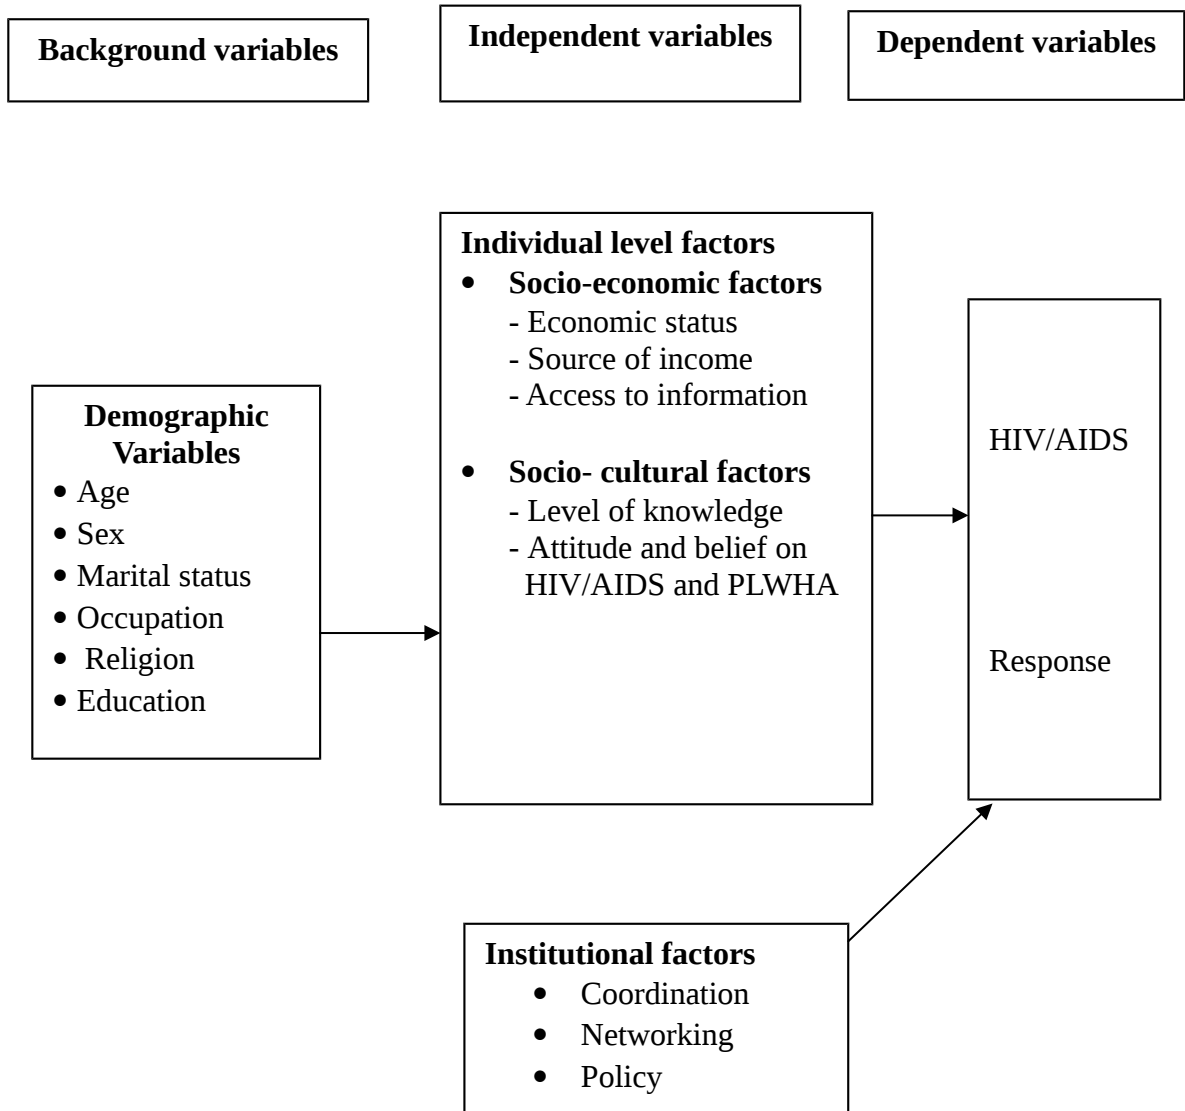 Background variables
Independent variables
Dependent variables
Demographic
Variables
• Age
• Sex
• Marital status
• Occupation
• Religion
• Education
Individual level factors
• Socio-economic factors
- Economic status
- Source of income
- Access to information
• Socio- cultural factors
- Level of knowledge
- Attitude and belief on
HIV/AIDS and PLWHA
HIV/AIDS
Response
Institutional factors
• Coordination
• Networking
• Policy